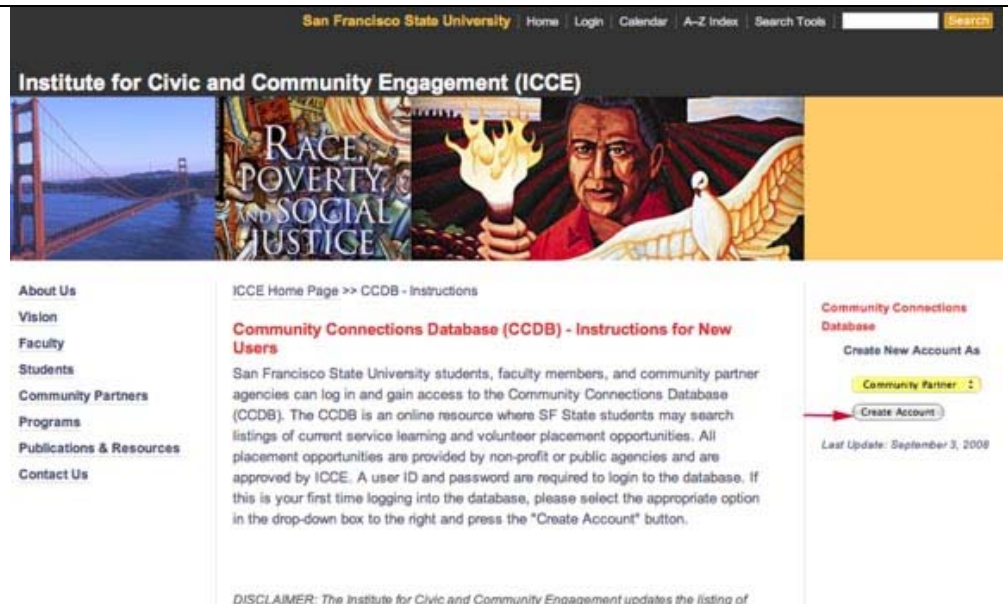 San Francisco State University Home Login Calendar A-Z Index Search Tools Search
Institute for Civic and Community Engagement (ICCE)
RACE,
POVERTY,
AND SOCIAL
JUSTICE
About Us
Vision
Faculty
Students
Community Partners
Programs
Publications & Resources
Contact Us
ICCE Home Page >> CCDB - Instructions
Community Connections Database (CCDB) - Instructions for New
Users
San Francisco State University students, faculty members, and community partner
agencies can log in and gain access to the Community Connections Database
(CCDB). The CCDB is an online resource where SF State students may search
listings of current service learning and volunteer placement opportunities. All
placement opportunities are provided by non-profit or public agencies and are
approved by ICCE. A user ID and password are required to login to the database. If
this is your first time logging into the database, please select the appropriate option
in the drop-down box to the right and press the "Create Account" button.
DISCLAIMER: The Institute for Civic and Community Engagement updates the listing of
Community Connections
Database
Create New Account As
Community Partner
Create Account
Last Update: September 3, 2008